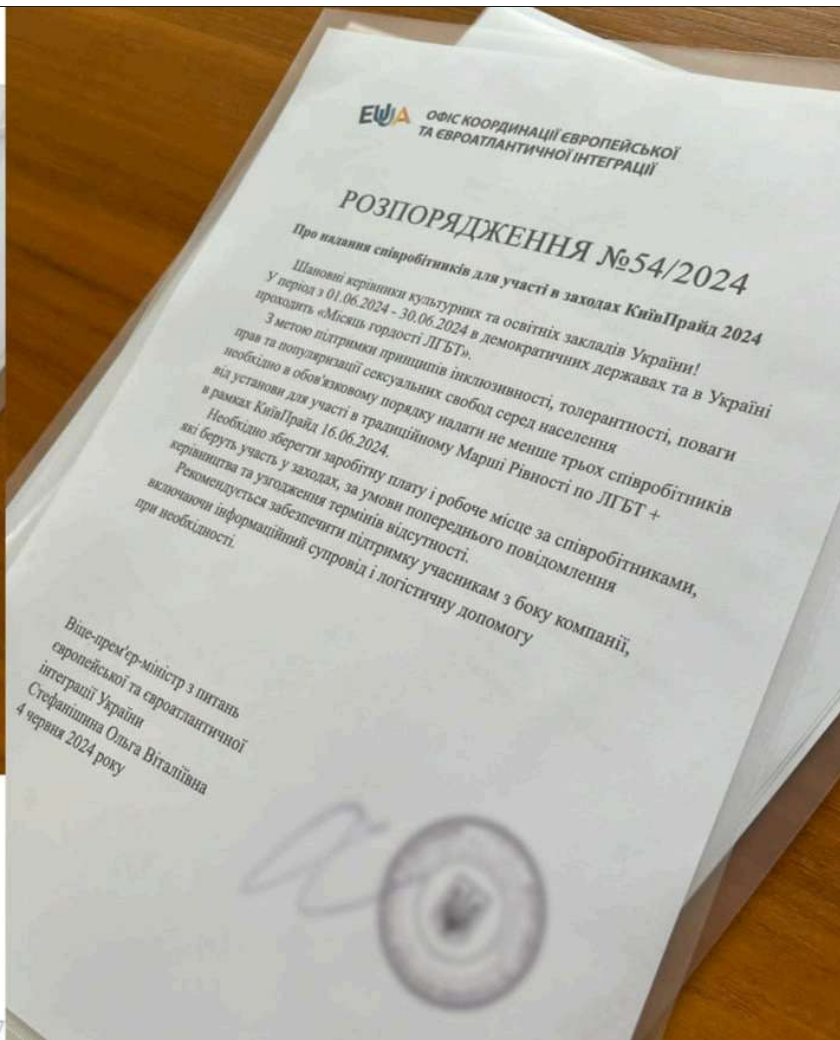 EUUA ОФІС КООРДИНАЦІЇ ЄВРОПЕЙСЬКОЇ
ТА ЄВРОАТЛАНТИЧНОЇ ІНТЕГРАЦІЇ
РОЗПОРЯДЖЕННЯ №54/2024
Про надання співробітників для участі в заходах КиївПрайд 2024
Шановні керівники культурних та освітніх закладів України!
У період з 01.06.2024 - 30.06.2024 в демократичних державах та в Україні
проходить «Місяць гордості ЛГБТ».
З метою підтримки принципів інклюзивності, толерантності, поваги
прав та популяризації сексуальних свобод серед населення
необхідно в обов'язковому порядку надати не менше трьох співробітників
від установи для участі в традиційному Марші Рівності по ЛГБТ +
в рамках КиївПрайд 16.06.2024.
Необхідно зберегти заробітну плату і робоче місце за співробітниками,
які беруть участь у заходах, за умови попереднього повідомлення
керівництва та узгодження термінів відсутності.
Рекомендується забезпечити підтримку учасникам з боку компанії,
включаючи інформаційний супровід і логістичну допомогу
при необхідності.
Віце-прем'єр-міністр з питань
європейської та євроатлантичної
інтеграції України
Стефанішина Ольга Віталіївна
4 червня 2024 року